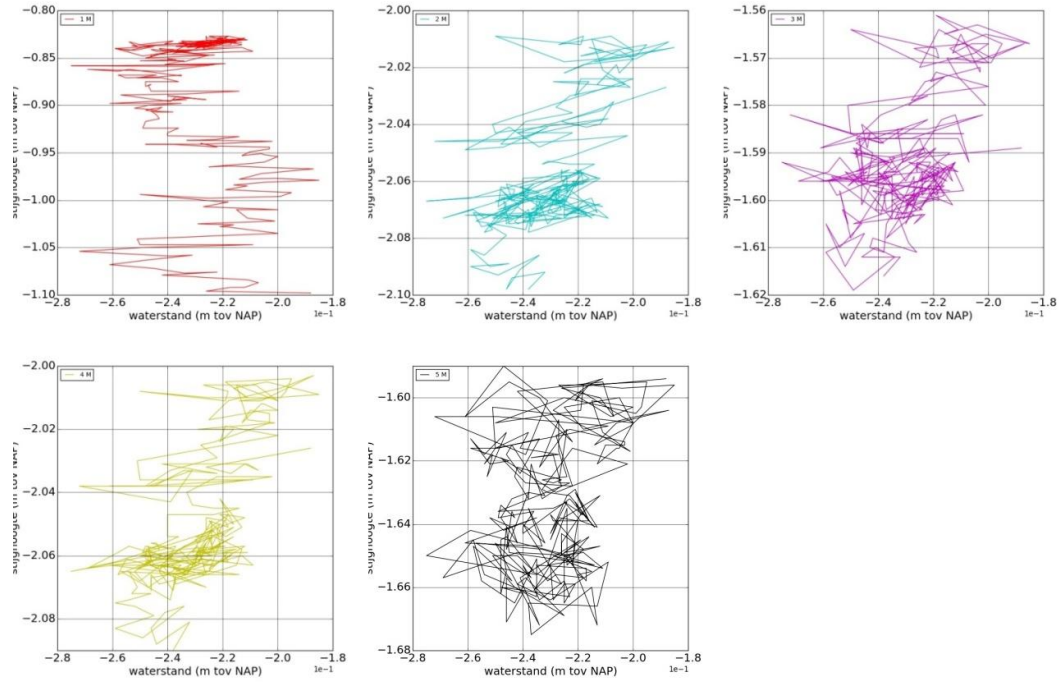 1 M
−0.80
−0.85
−0.90
−0.95
−1.00
−1.05
−1.10
−2.8 −2.6 −2.4 −2.2 −2.0 −1.8
1e−1
waterstand (m tov NAP)
2 M
−2.00
−2.02
−2.04
−2.06
−2.08
−2.10
−2.8 −2.6 −2.4 −2.2 −2.0 −1.8
1e−1
waterstand (m tov NAP)
3 M
−1.56
−1.57
−1.58
−1.59
−1.60
−1.61
−1.62
−2.8 −2.6 −2.4 −2.2 −2.0 −1.8
1e−1
waterstand (m tov NAP)
4 M
−2.00
−2.02
−2.04
−2.06
−2.08
−2.8 −2.6 −2.4 −2.2 −2.0 −1.8
1e−1
waterstand (m tov NAP)
5 M
−1.60
−1.62
−1.64
−1.66
−1.68
−2.8 −2.6 −2.4 −2.2 −2.0 −1.8
1e−1
waterstand (m tov NAP)